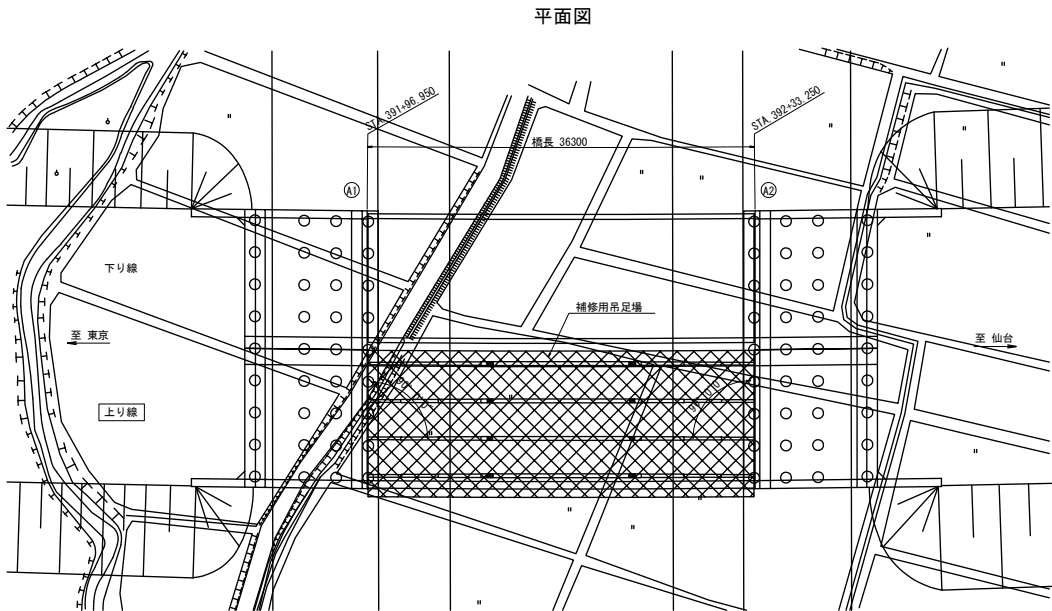 平面図
STA.391+96.950
STA.392+33.250
橋長 36300
A1
A2
下り線
補修用吊足場
至 東京
至 仙台
上り線